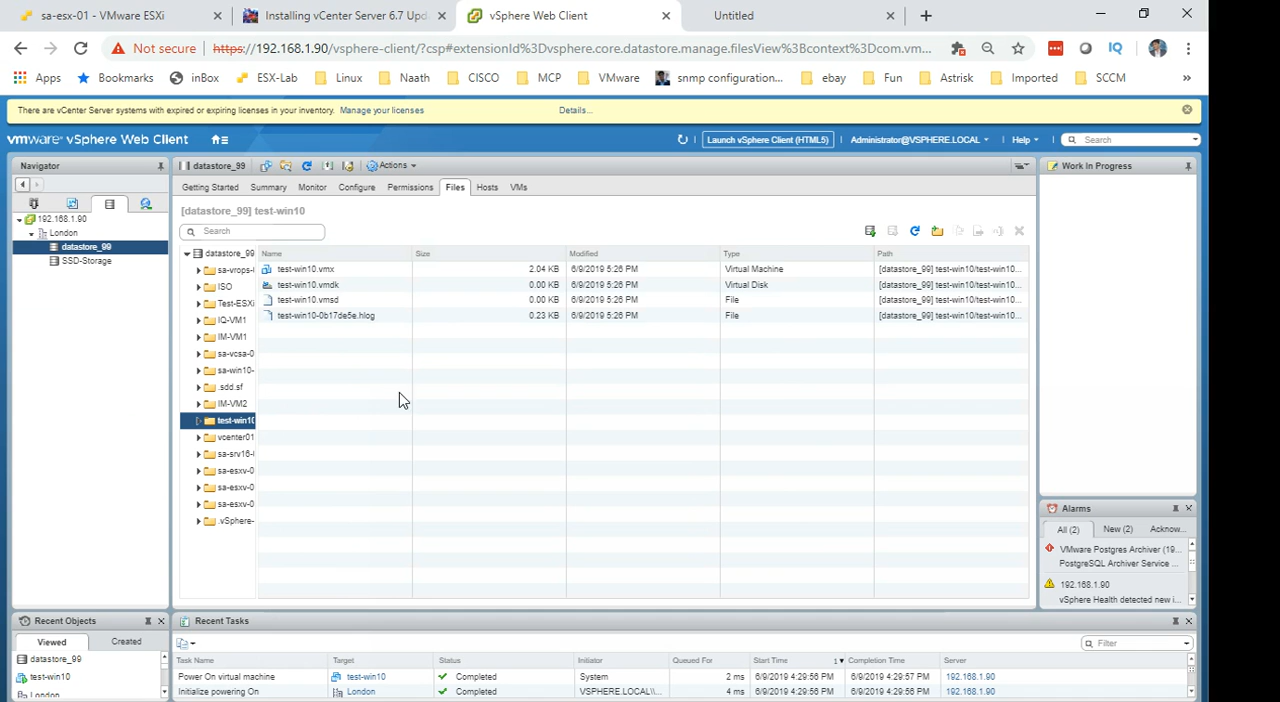 sa-esx-01 – VMware ESXi
Installing vCenter Server 6.7 Upd
vSphere Web Client
Untitled
Not secure
https://192.168.1.90/vsphere-client/?csp#extensionId%3Dvsphere.core.datastore.manage.filesView%3Bcontext%3Dcom.vm...
IQ
Apps
Bookmarks
inBox
ESX-Lab
Linux
Naath
CISCO
MCP
VMware
snmp configuration...
ebay
Fun
Astrisk
Imported
SCCM
»
There are vCenter Server systems with expired or expiring licenses in your inventory.
Manage your licenses
Details...
vmware® vSphere Web Client
Launch vSphere Client (HTML5)
Administrator@VSPHERE.LOCAL
Help
Search
Navigator
192.168.1.90
London
datastore_99
SSD-Storage
datastore_99
Actions
Getting Started
Summary
Monitor
Configure
Permissions
Files
Hosts
VMs
[datastore_99] test-win10
Search
datastore_99
sa-vrops-
ISO
Test-ESXi
IQ-VM1
IM-VM1
sa-vcsa-0
sa-win10-
.sdd.sf
IM-VM2
test-win10
vcenter01
sa-srv16-
sa-esxv-0
sa-esxv-0
sa-esxv-0
.vSphere-
Name Size Modified Type Path
test-win10.vmx 2.04 KB 6/9/2019 5:26 PM Virtual Machine [datastore_99] test-win10/test-win10...
test-win10.vmdk 0.00 KB 6/9/2019 5:26 PM Virtual Disk [datastore_99] test-win10/test-win10...
test-win10.vmsd 0.00 KB 6/9/2019 5:26 PM File [datastore_99] test-win10/test-win10...
test-win10-0b17de5e.hlog 0.23 KB 6/9/2019 5:26 PM File [datastore_99] test-win10/test-win10...
Work In Progress
Alarms
All (2)
New (2)
Acknow...
VMware Postgres Archiver (19...
PostgreSQL Archiver Service ...
192.168.1.90
vSphere Health detected new i...
Recent Objects
Viewed
Created
datastore_99
test-win10
London
Recent Tasks
Filter
Task Name Target Status Initiator Queued For Start Time 1 Completion Time Server
Power On virtual machine test-win10 Completed System 2 ms 6/9/2019 4:29:56 PM 6/9/2019 4:29:57 PM 192.168.1.90
Initialize powering On London Completed VSPHERE.LOCAL\\... 4 ms 6/9/2019 4:29:56 PM 6/9/2019 4:29:56 PM 192.168.1.90